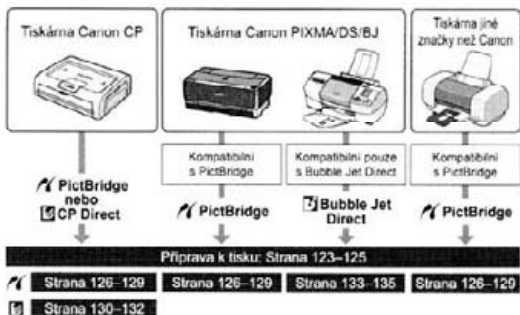 Tiskárna Canon CP
Tiskárna Canon PIXMA/DS/BJ
Tiskárna jiné
značky než Canon
Kompatibilní
s PictBridge
Kompatibilní pouze
s Bubble Jet Direct
Kompatibilní
s PictBridge
PictBridge
nebo
CP Direct
PictBridge
Bubble Jet
Direct
PictBridge
Příprava k tisku: Strana 123–125
Strana 126–129
Strana 126–129
Strana 133–135
Strana 126–129
Strana 130–132